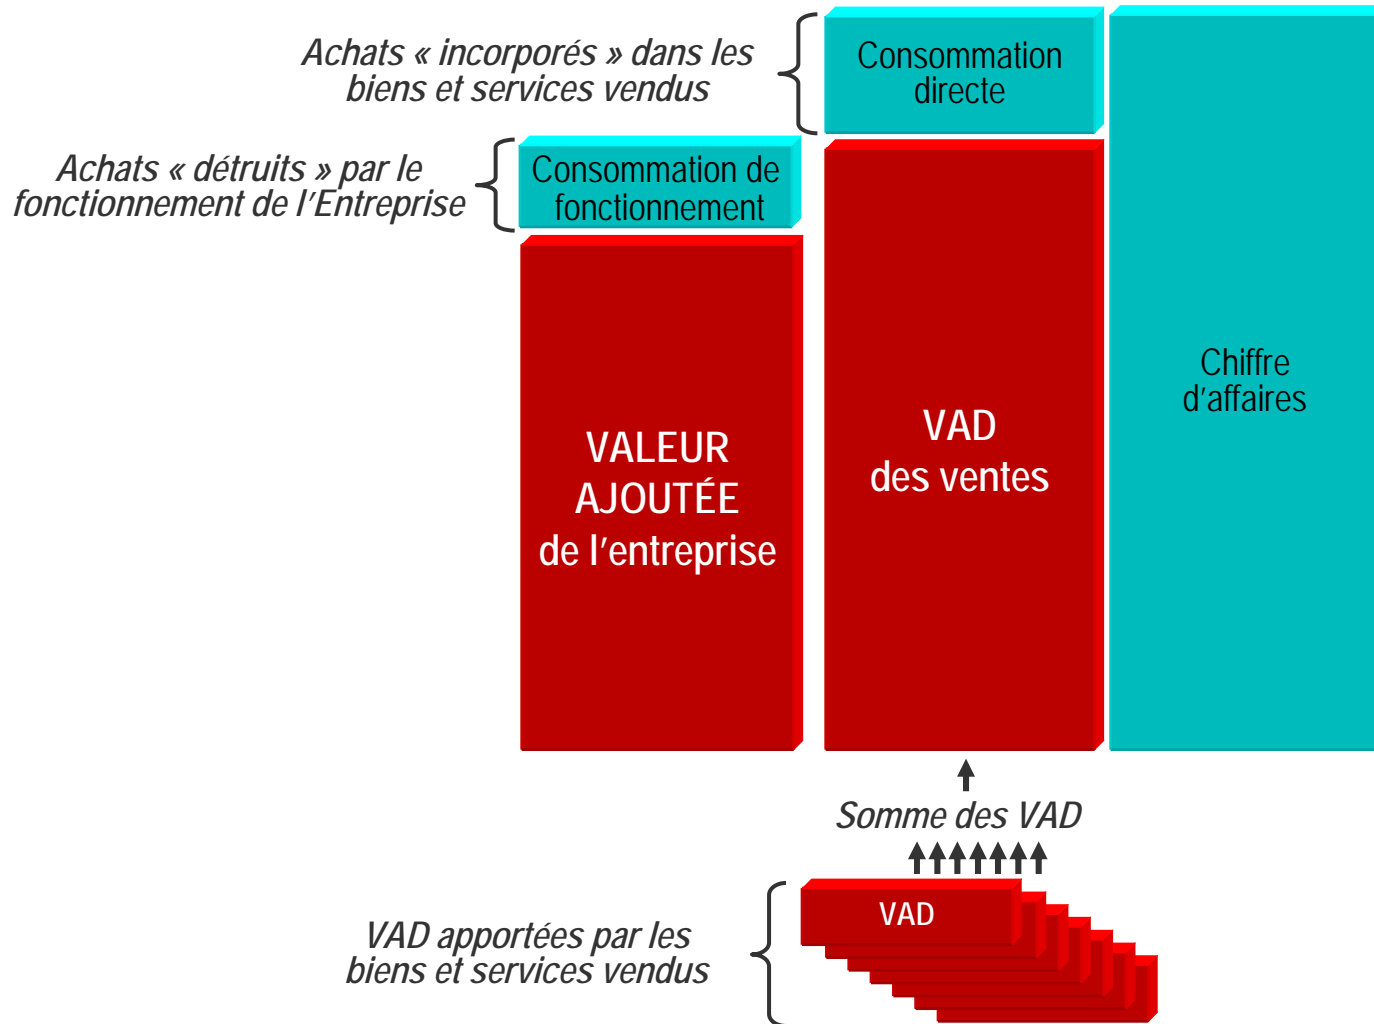 Achats « incorporés » dans les
biens et services vendus
Consommation
directe
Achats « détruits » par le
fonctionnement de l'Entreprise
Consommation de
fonctionnement
Chiffre
d'affaires
VAD
des ventes
VALEUR
AJOUTÉE
de l'entreprise
Somme des VAD
VAD
VAD apportées par les
biens et services vendus